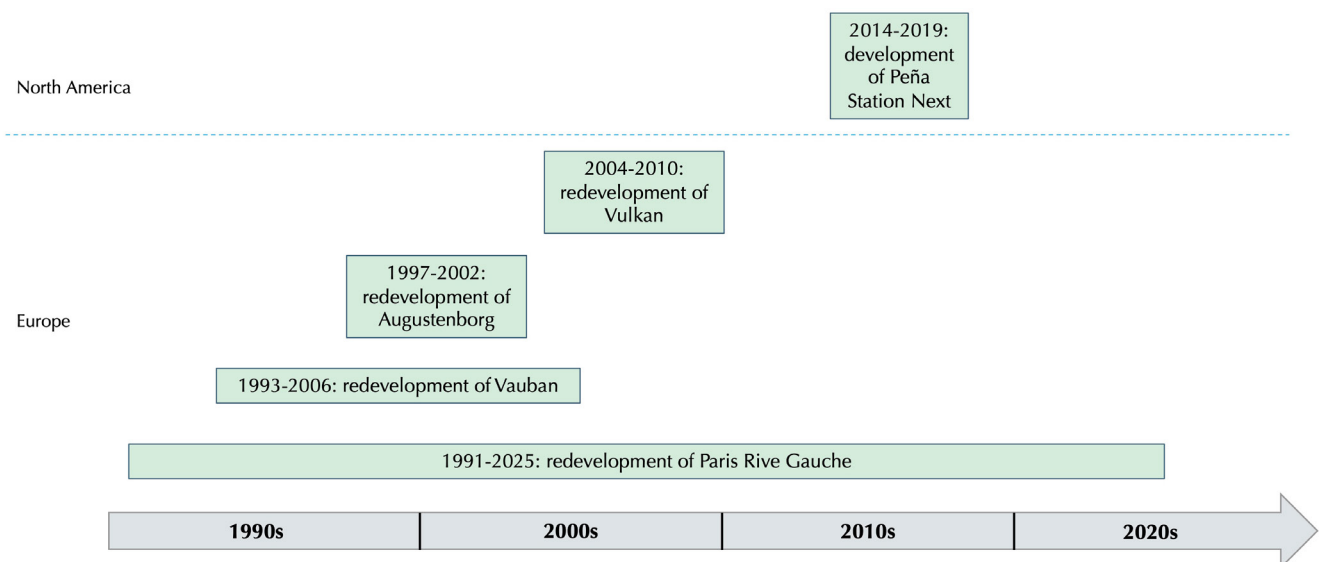 2014-2019:
development
of Peña
Station Next
North America
2004-2010:
redevelopment of
Vulkan
1997-2002:
redevelopment of
Augustenborg
Europe
1993-2006: redevelopment of Vauban
1991-2025: redevelopment of Paris Rive Gauche
1990s 2000s 2010s 2020s